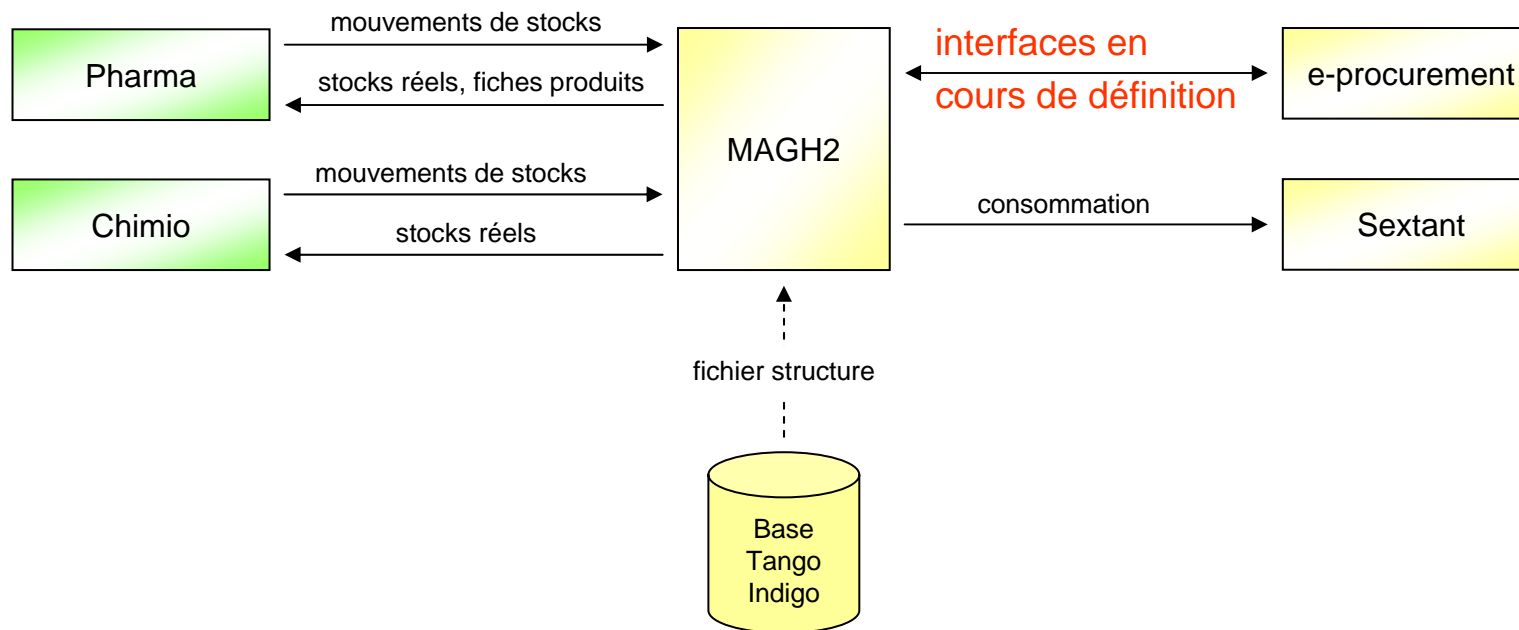 mouvements de stocks
Pharma
stocks réels, fiches produits
mouvements de stocks
Chimio
stocks réels
MAGH2
interfaces en
cours de définition
e-procurement
consommation
Sextant
fichier structure
Base
Tango
Indigo